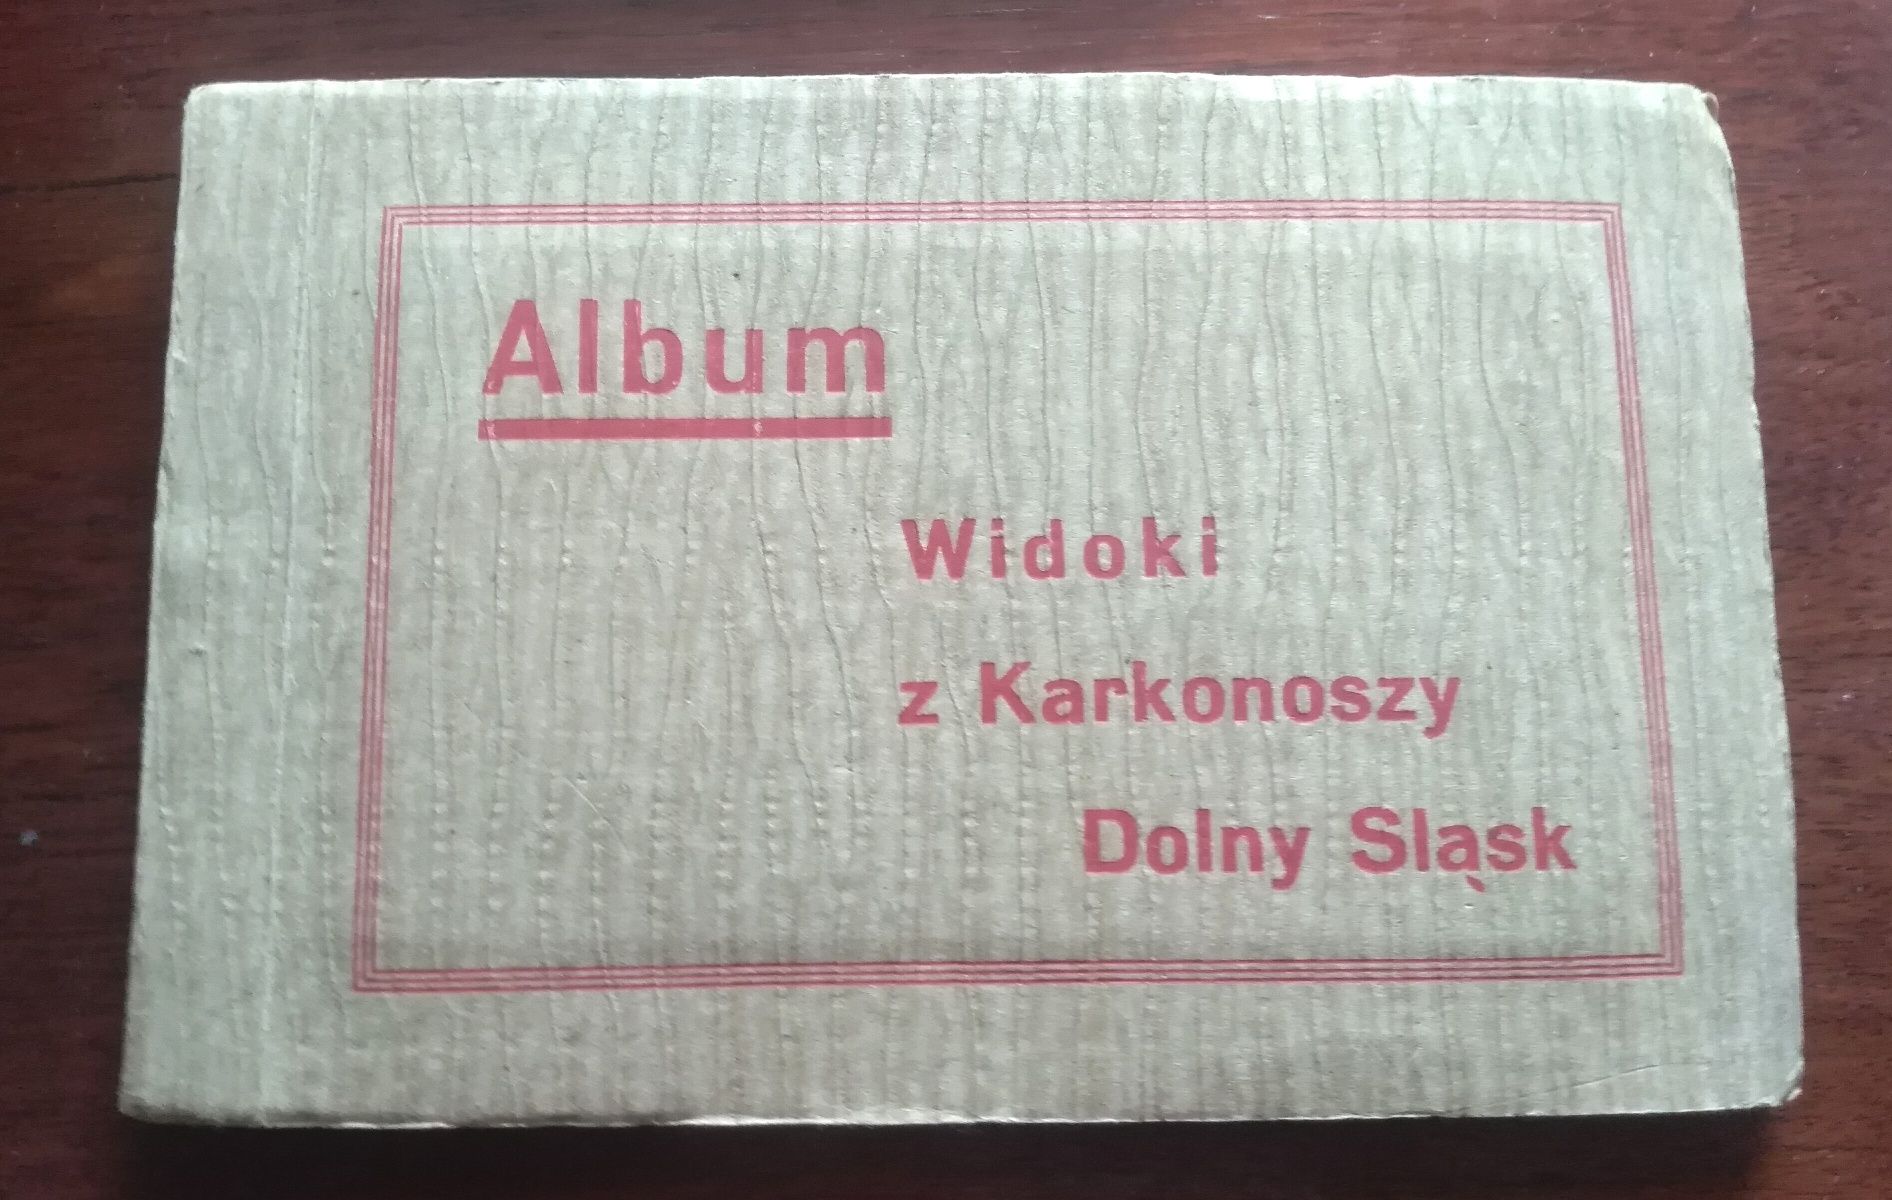 Album
Widoki
z Karkonoszy
Dolny Sląsk